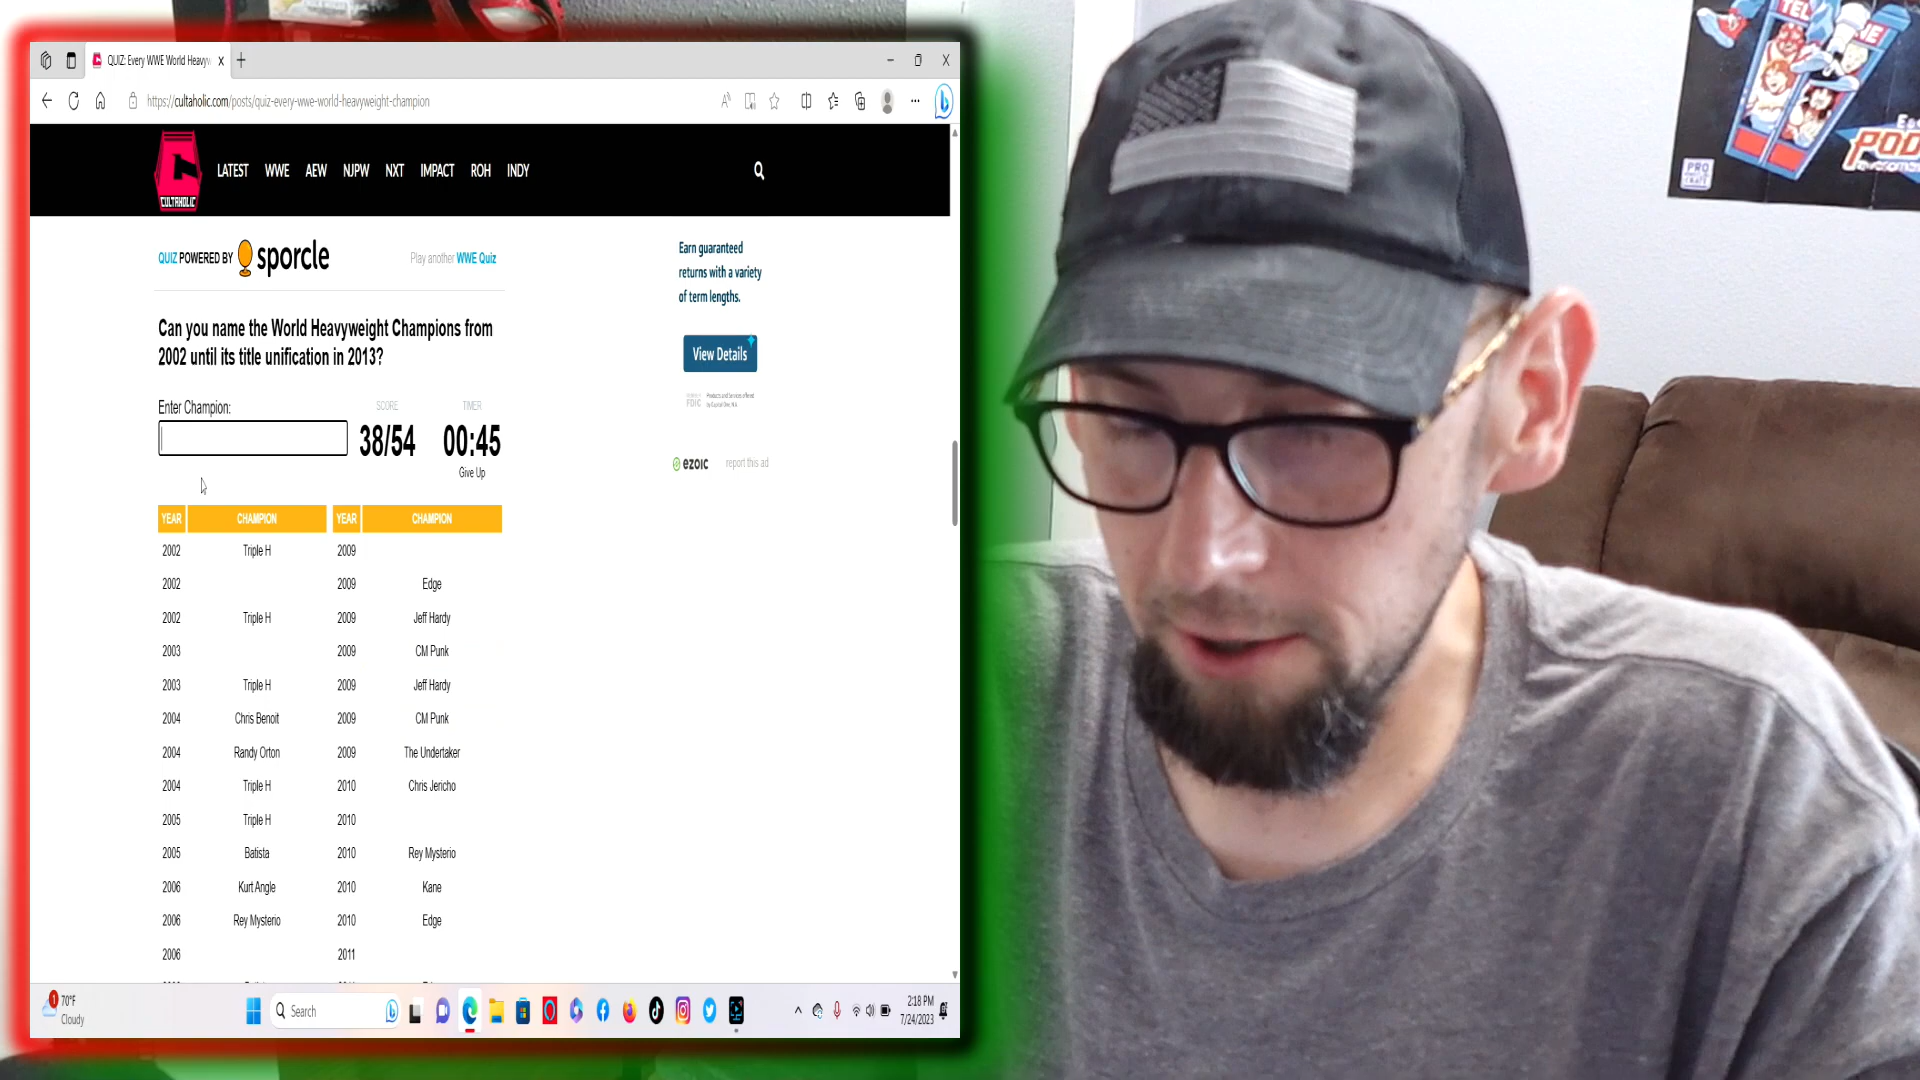 QUIZ: Every WWE World Heavyw
https://cultaholic.com/posts/quiz-every-wwe-world-heavyweight-champion
CULTAHOLIC
LATEST WWE AEW NJPW NXT IMPACT ROH INDY
QUIZ POWERED BY sporcle
Play another WWE Quiz
Can you name the World Heavyweight Champions from
2002 until its title unification in 2013?
Enter Champion:
SCORE TIMER
38/54 00:45
Give Up
YEAR CHAMPION YEAR CHAMPION
2002 Triple H 2009
2002 2009 Edge
2002 Triple H 2009 Jeff Hardy
2003 2009 CM Punk
2003 Triple H 2009 Jeff Hardy
2004 Chris Benoit 2009 CM Punk
2004 Randy Orton 2009 The Undertaker
2004 Triple H 2010 Chris Jericho
2005 Triple H 2010
2005 Batista 2010 Rey Mysterio
2006 Kurt Angle 2010 Kane
2006 Rey Mysterio 2010 Edge
2006 2011
Earn guaranteed
returns with a variety
of term lengths.
View Details
FDIC
ezoic report this ad
1
70°F
Cloudy
Search
2:18 PM
7/24/2023
TEL
PRO